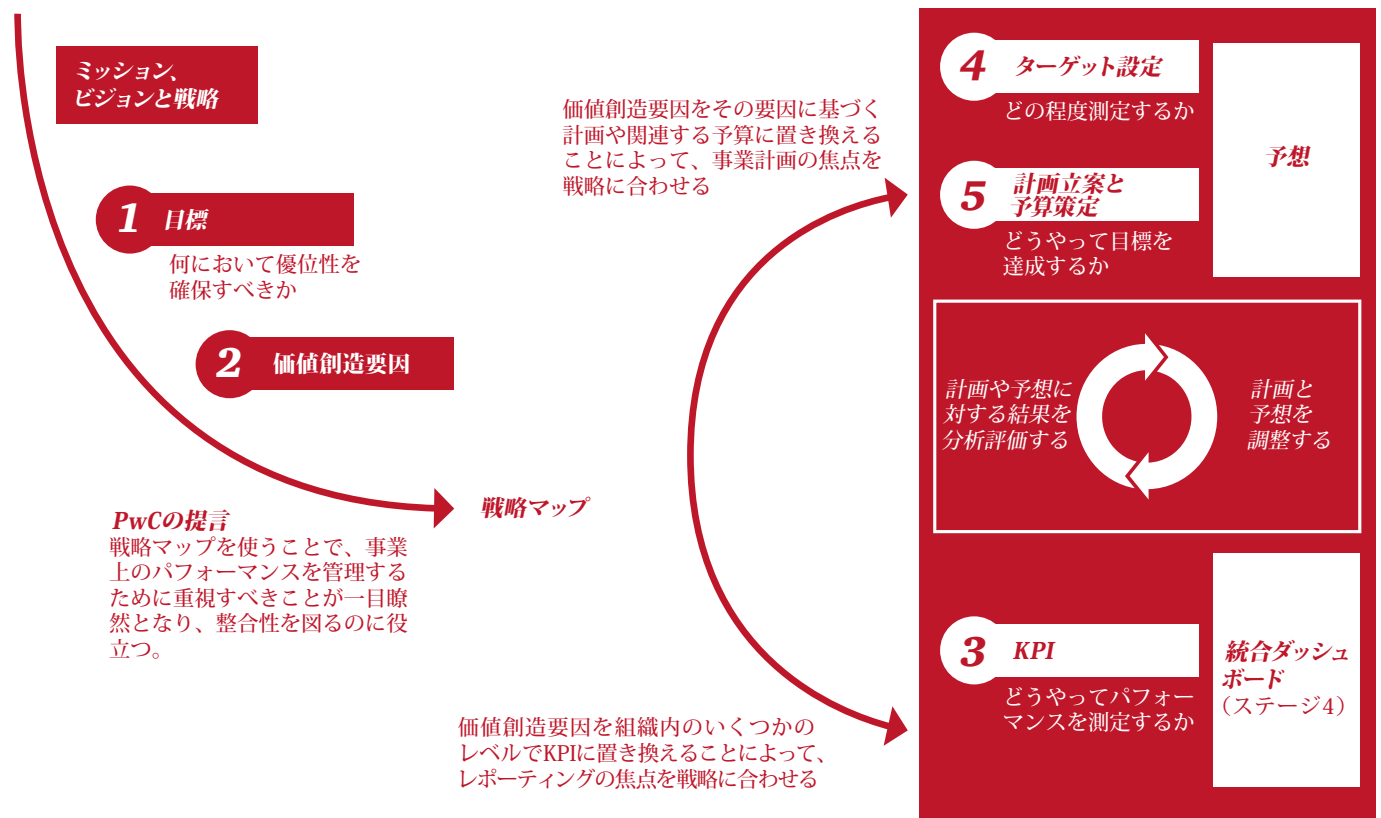 ミッション、
ビジョンと戦略
1 目標
何において優位性を
確保すべきか
2 価値創造要因
PwCの提言
戦略マップを使うことで、事業
上のパフォーマンスを管理する
ために重視すべきことが一目瞭
然となり、整合性を図るのに役
立つ。
戦略マップ
価値創造要因をその要因に基づく
計画や関連する予算に置き換える
ことによって、事業計画の焦点を
戦略に合わせる
価値創造要因を組織内のいくつかの
レベルでKPIに置き換えることによって、
レポーティングの焦点を戦略に合わせる
4 ターゲット設定
どの程度測定するか
5 計画立案と
予算策定
どうやって目標を
達成するか
予想
計画や予想に
対する結果を
分析評価する
計画と
予想を
調整する
3 KPI
どうやってパフォー
マンスを測定するか
統合ダッシュ
ボード
（ステージ4）